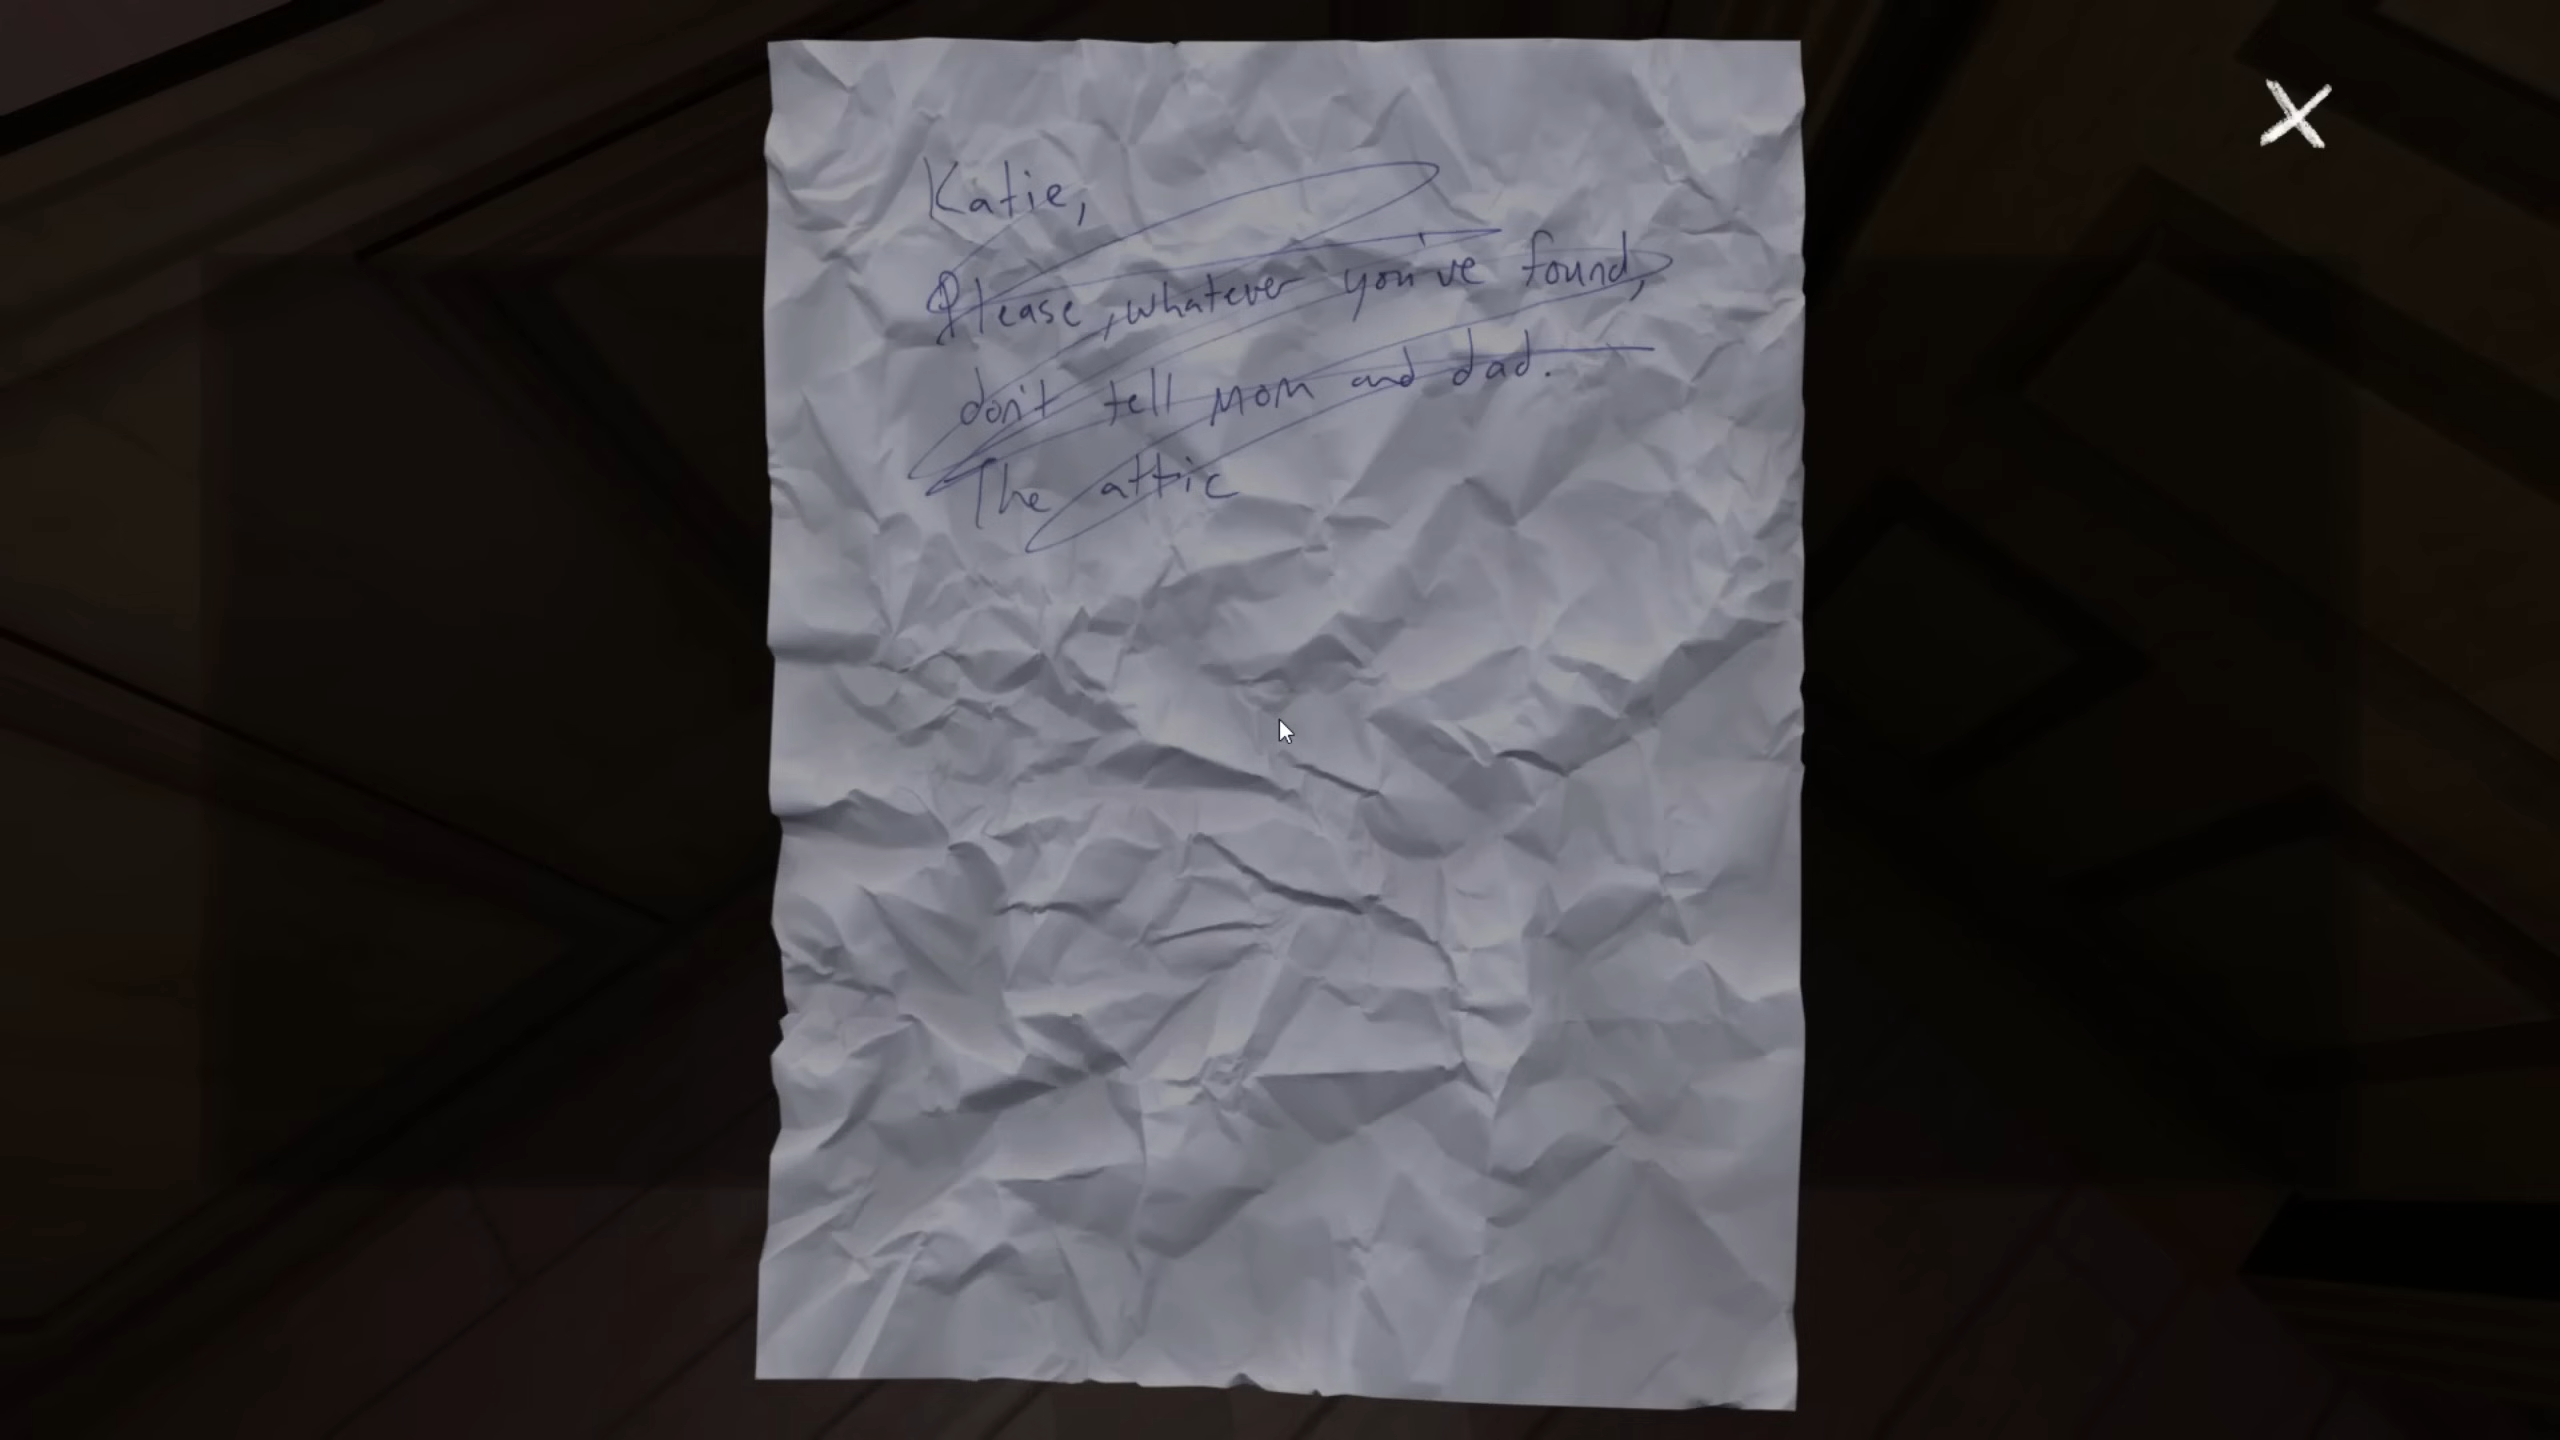 Katie,
Please, whatever you've found,
don't tell mom and dad.
The attic